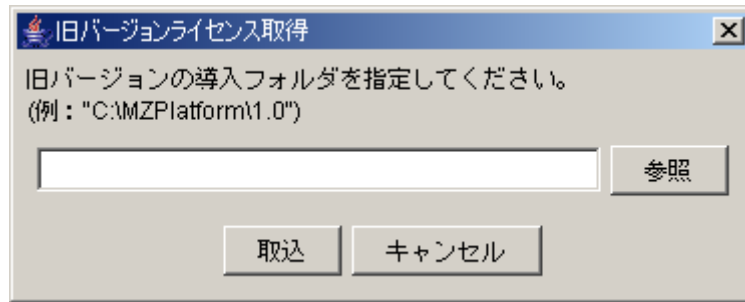 旧バージョンライセンス取得
旧バージョンの導入フォルダを指定してください。
(例："C:\MZPlatform\1.0")
参照
取込
キャンセル